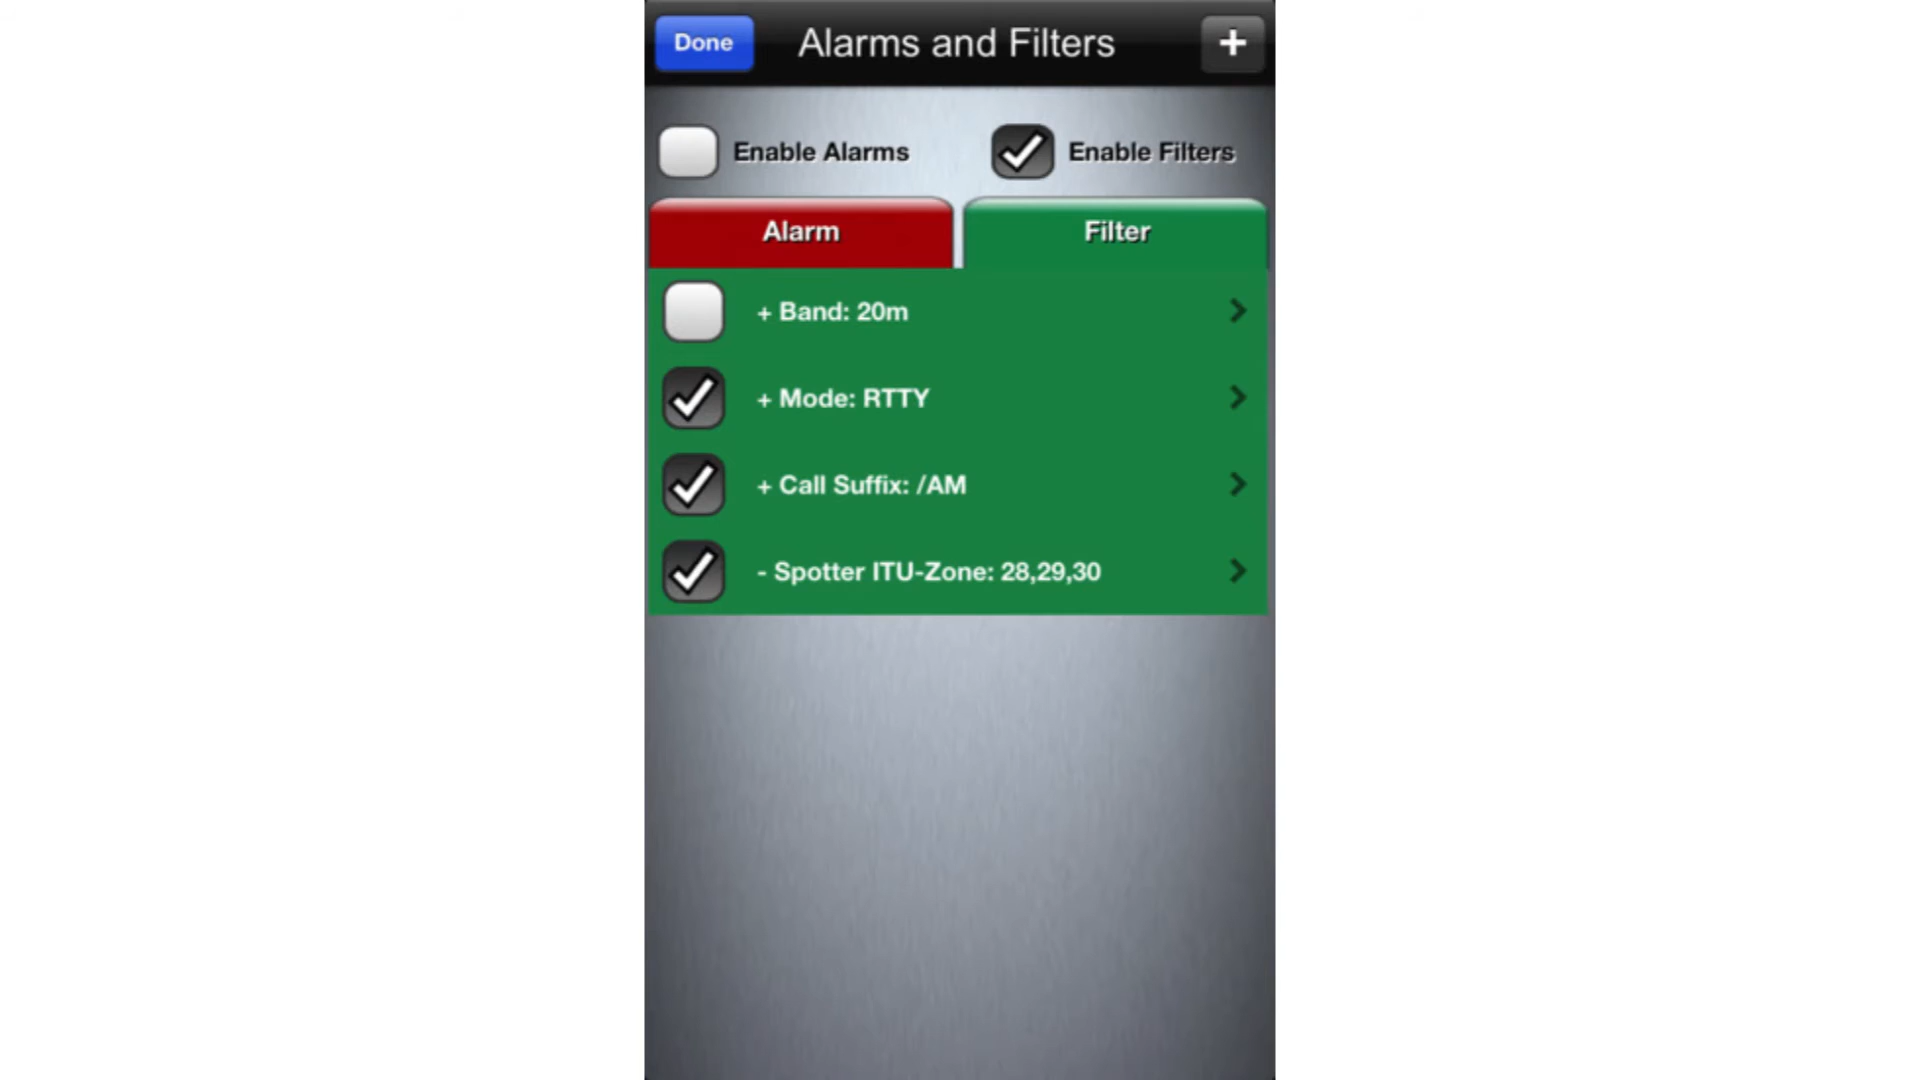 Done Alarms and Filters +
Enable Alarms Enable Filters
Alarm Filter
+ Band: 20m
+ Mode: RTTY
+ Call Suffix: /AM
- Spotter ITU-Zone: 28,29,30